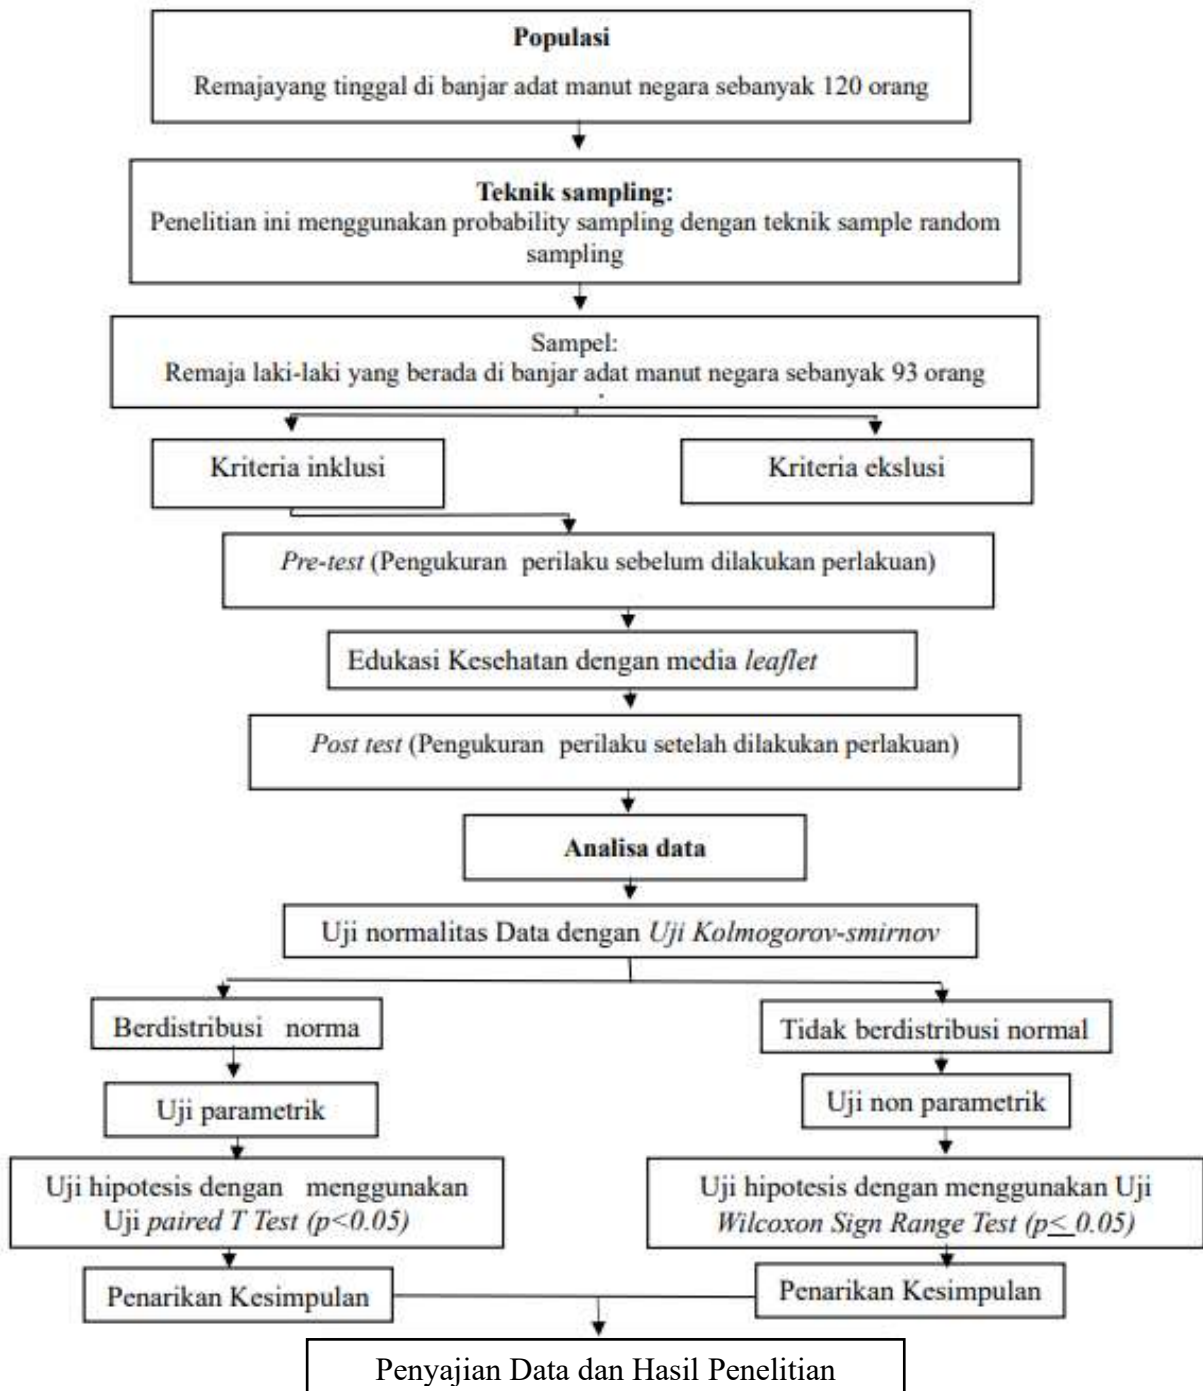 Populasi
Remajayang tinggal di banjar adat manut negara sebanyak 120 orang
Teknik sampling:
Penelitian ini menggunakan probability sampling dengan teknik sample random
sampling
Sampel:
Remaja laki-laki yang berada di banjar adat manut negara sebanyak 93 orang
Kriteria inklusi
Kriteria ekslusi
Pre-test (Pengukuran perilaku sebelum dilakukan perlakuan)
Edukasi Kesehatan dengan media leaflet
Post test (Pengukuran perilaku setelah dilakukan perlakuan)
Analisa data
Uji normalitas Data dengan Uji Kolmogorov-smirnov
Berdistribusi norma
Tidak berdistribusi normal
Uji parametrik
Uji non parametrik
Uji hipotesis dengan menggunakan
Uji paired T Test (p<0.05)
Uji hipotesis dengan menggunakan Uji
Wilcoxon Sign Range Test (p≤ 0.05)
Penarikan Kesimpulan
Penarikan Kesimpulan
Penyajian Data dan Hasil Penelitian